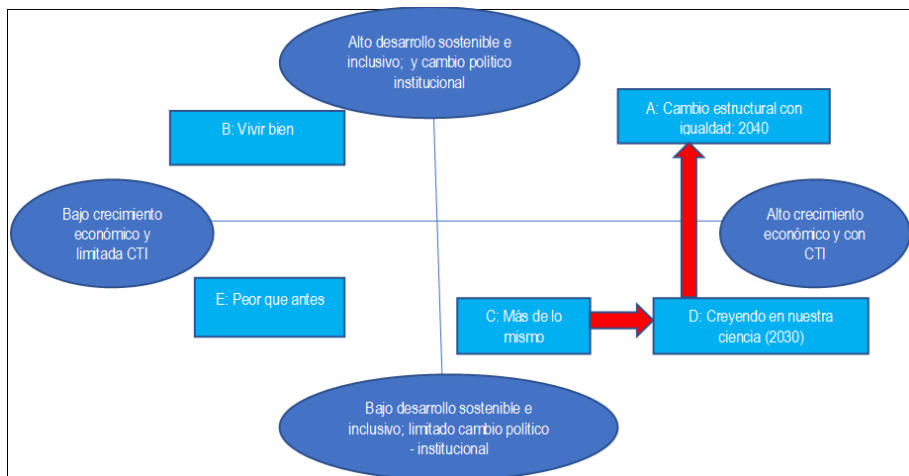 Alto desarrollo sostenible e
inclusivo;  y cambio político
institucional
A: Cambio estructural con
igualdad: 2040
B: Vivir bien
Bajo crecimiento
económico y
limitada CTI
Alto crecimiento
económico y con
CTI
E: Peor que antes
C: Más de lo
mismo
D: Creyendo en nuestra
ciencia (2030)
Bajo desarrollo sostenible e
inclusivo; limitado cambio político
- institucional